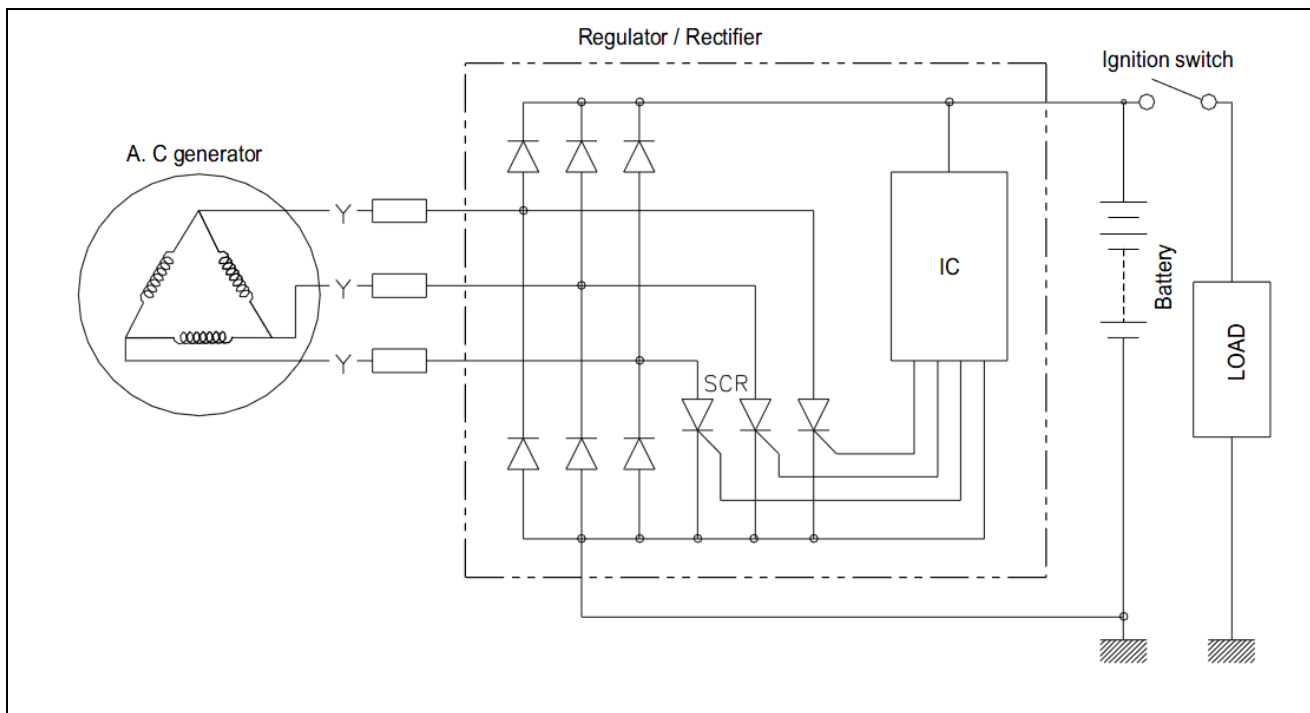 Regulator / Rectifier
Ignition switch
A. C generator
Y
Y
Y
IC
SCR
Battery
LOAD